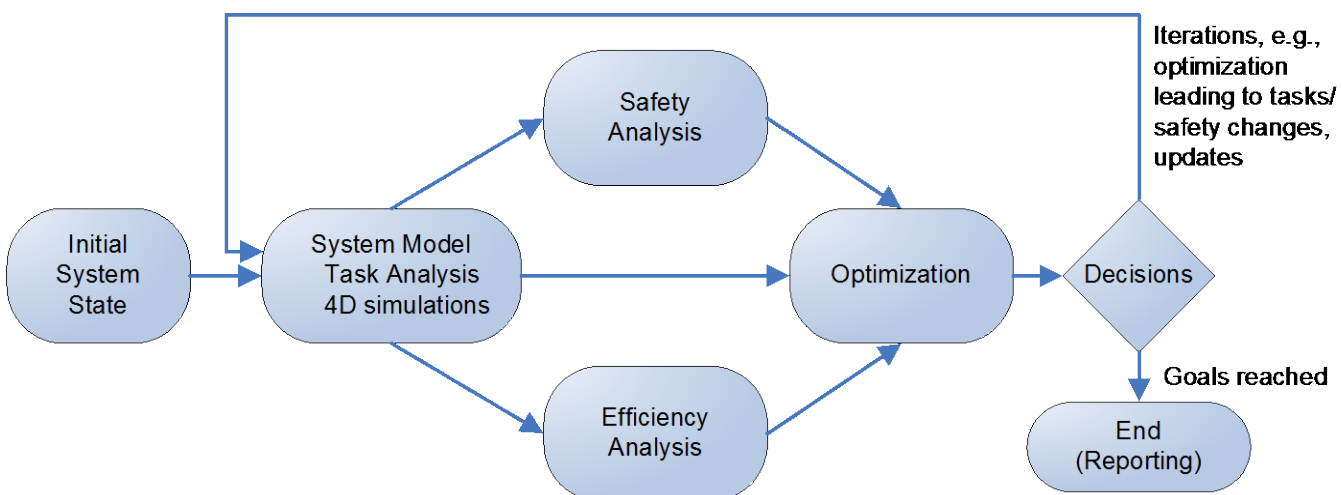 Iterations, e.g.,
optimization
leading to tasks/
safety changes,
updates
Safety
Analysis
Initial
System
State
System Model
Task Analysis
4D simulations
Optimization
Decisions
Efficiency
Analysis
Goals reached
End
(Reporting)